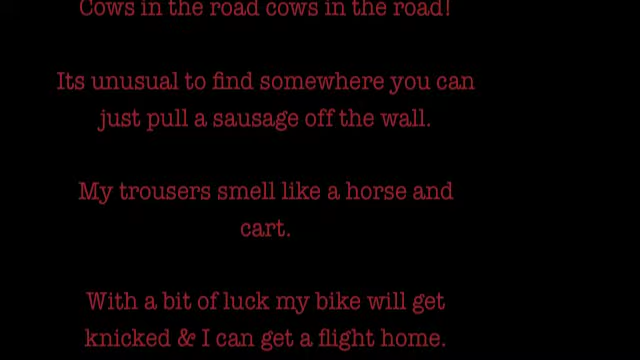 Cows in the road cows in the road!
Its unusual to find somewhere you can
just pull a sausage off the wall.
My trousers smell like a horse and
cart.
With a bit of luck my bike will get
knicked & I can get a flight home.